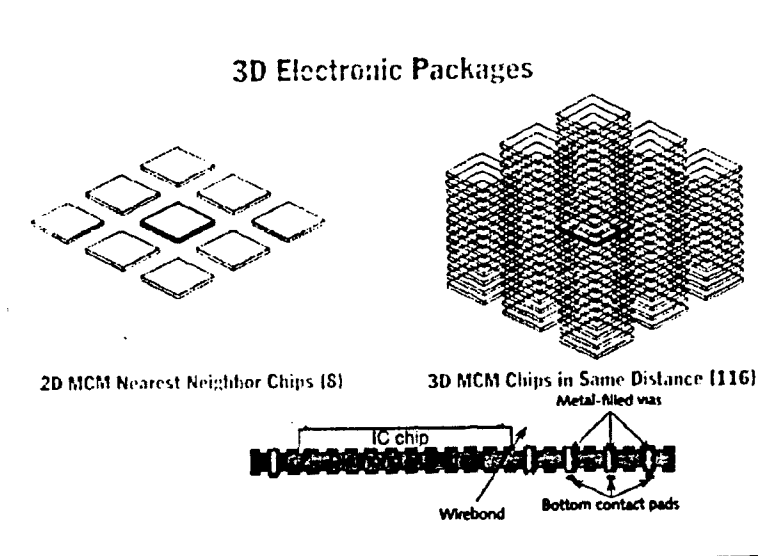 3D Electronic Packages
2D MCM Nearest Neighbor Chips (8)
3D MCM Chips in Same Distance (116)
Metal-filled vias
IC chip
Wirebond
Bottom contact pads